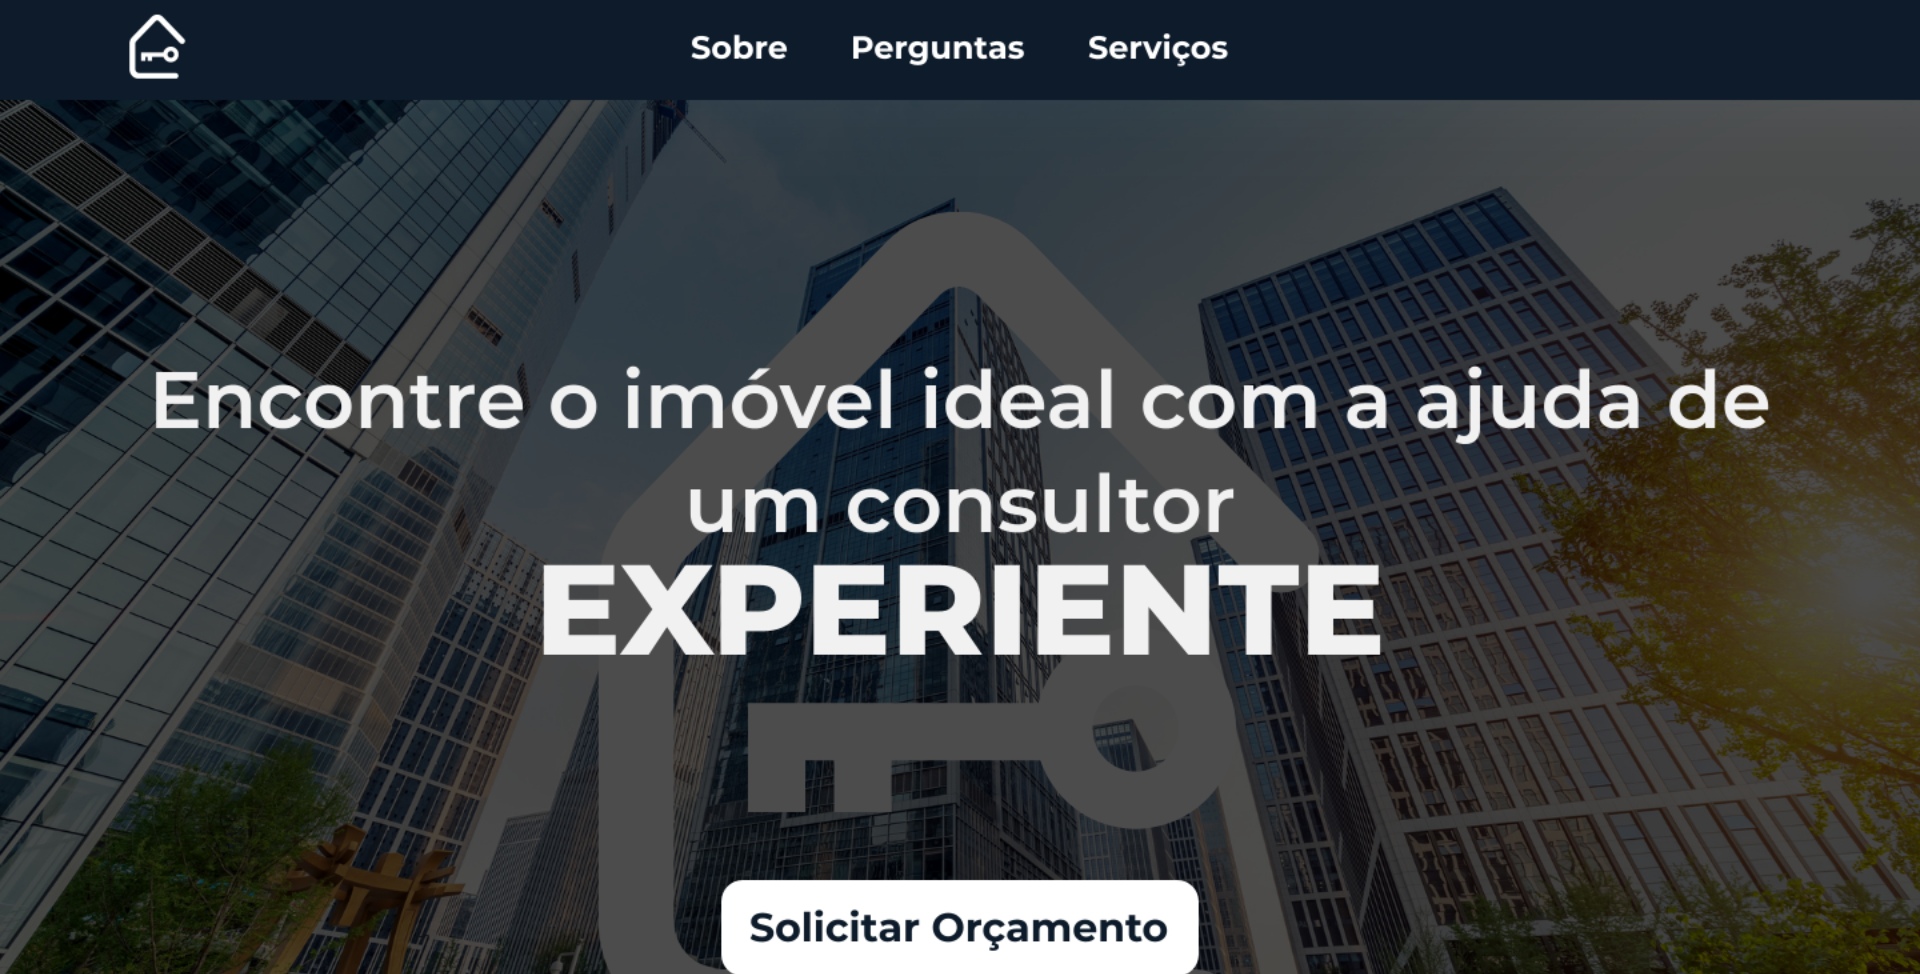 Sobre Perguntas Serviços
Encontre o imóvel ideal com a ajuda de
um consultor
EXPERIENTE
Solicitar Orçamento